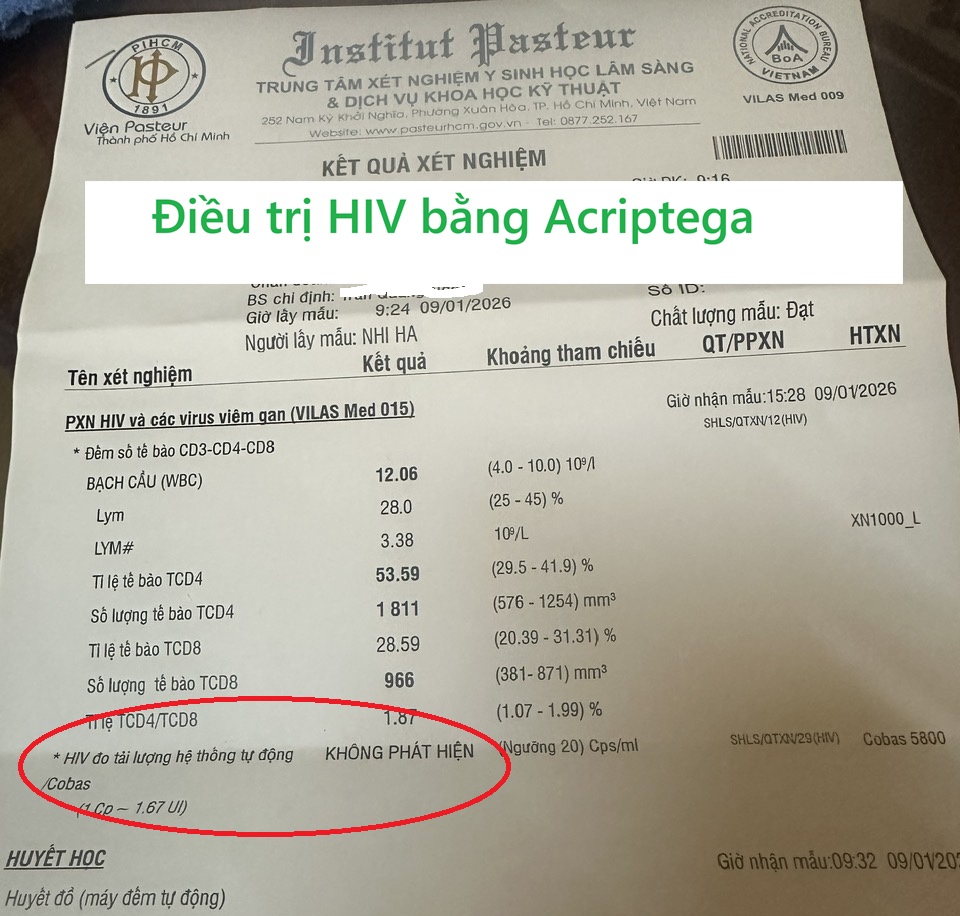 PIHCM
1891
Viện Pasteur
Thành phố Hồ Chí Minh
Institut Pasteur
TRUNG TÂM XÉT NGHIỆM Y SINH HỌC LÂM SÀNG
& DỊCH VỤ KHOA HỌC KỸ THUẬT
252 Nam Kỳ Khởi Nghĩa, Phường Xuân Hòa, TP. Hồ Chí Minh, Việt Nam
Website: www.pasteurhcm.gov.vn - Tel: 0877.252.167
NATIONAL ACCREDITATION BUREAU
BoA
VIETNAM
VILAS Med 009
KẾT QUẢ XÉT NGHIỆM
9:16
Điều trị HIV bằng Acriptega
BS chỉ định:
Số ID:
Giờ lấy mẫu: 9:24 09/01/2026
Người lấy mẫu: NHI HA
Chất lượng mẫu: Đạt
Tên xét nghiệm Kết quả Khoảng tham chiếu QT/PPXN HTXN
PXN HIV và các virus viêm gan (VILAS Med 015) Giờ nhận mẫu:15:28 09/01/2026
* Đếm số tế bào CD3-CD4-CD8 SHLS/QTXN/12(HIV)
BẠCH CẦU (WBC) 12.06 (4.0 - 10.0) 10⁹/l
Lym 28.0 (25 - 45) %
LYM# 3.38 10⁹/L XN1000_L
Tỉ lệ tế bào TCD4 53.59 (29.5 - 41.9) %
Số lượng tế bào TCD4 1 811 (576 - 1254) mm³
Tỉ lệ tế bào TCD8 28.59 (20.39 - 31.31) %
Số lượng tế bào TCD8 966 (381- 871) mm³
Tỉ lệ TCD4/TCD8 1.87 (1.07 - 1.99) %
* HIV đo tải lượng hệ thống tự động KHÔNG PHÁT HIỆN (Ngưỡng 20) Cps/ml SHLS/QTXN/29(HIV) Cobas 5800
/Cobas
(1 Cp ~ 1.67 UI)
HUYẾT HỌC Giờ nhận mẫu:09:32 09/01/202
Huyết đồ (máy đếm tự động)